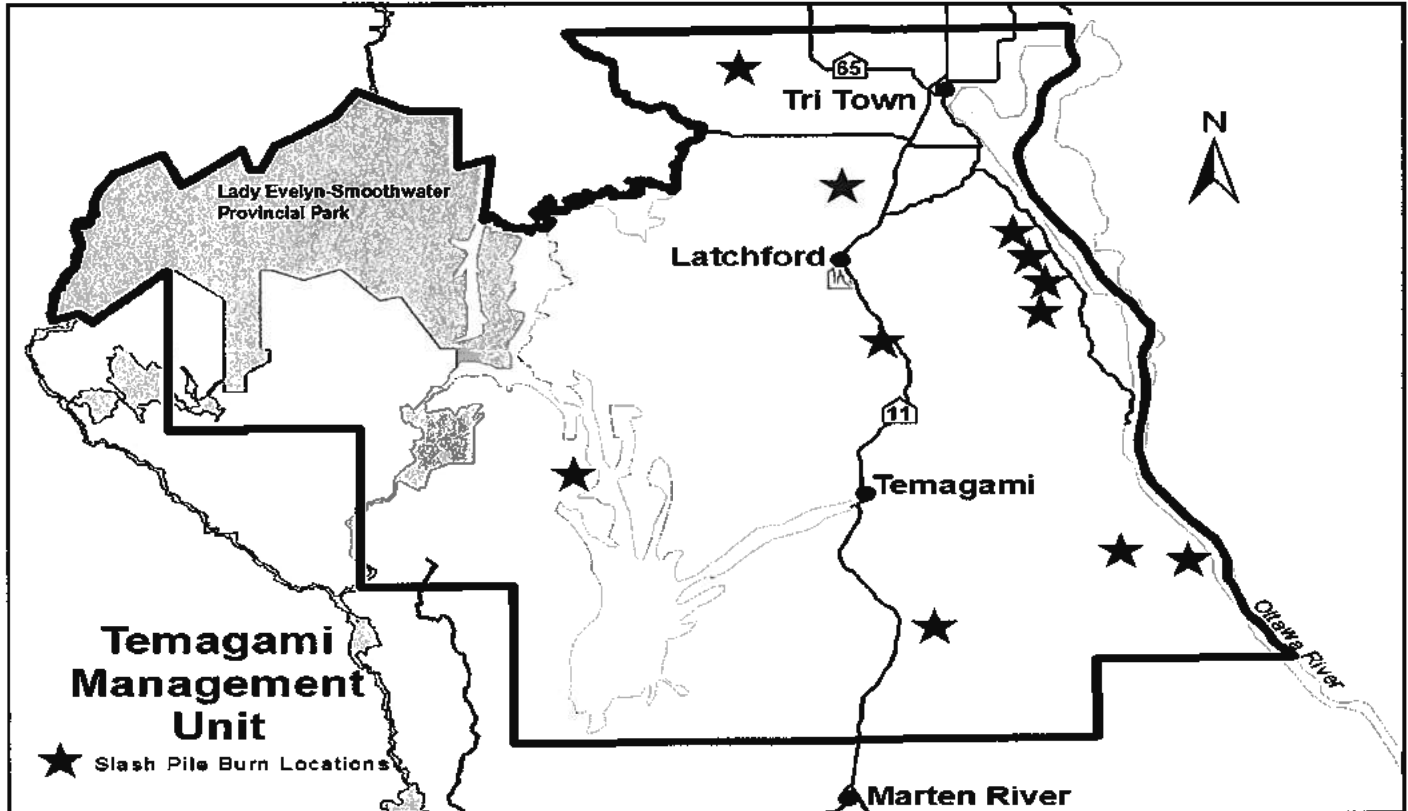 65
Tri Town
N
Lady Evelyn-Smoothwater
Provincial Park
Latchford
11
Temagami
Ottawa River
Temagami
Management
Unit
Slash Pile Burn Locations
Marten River